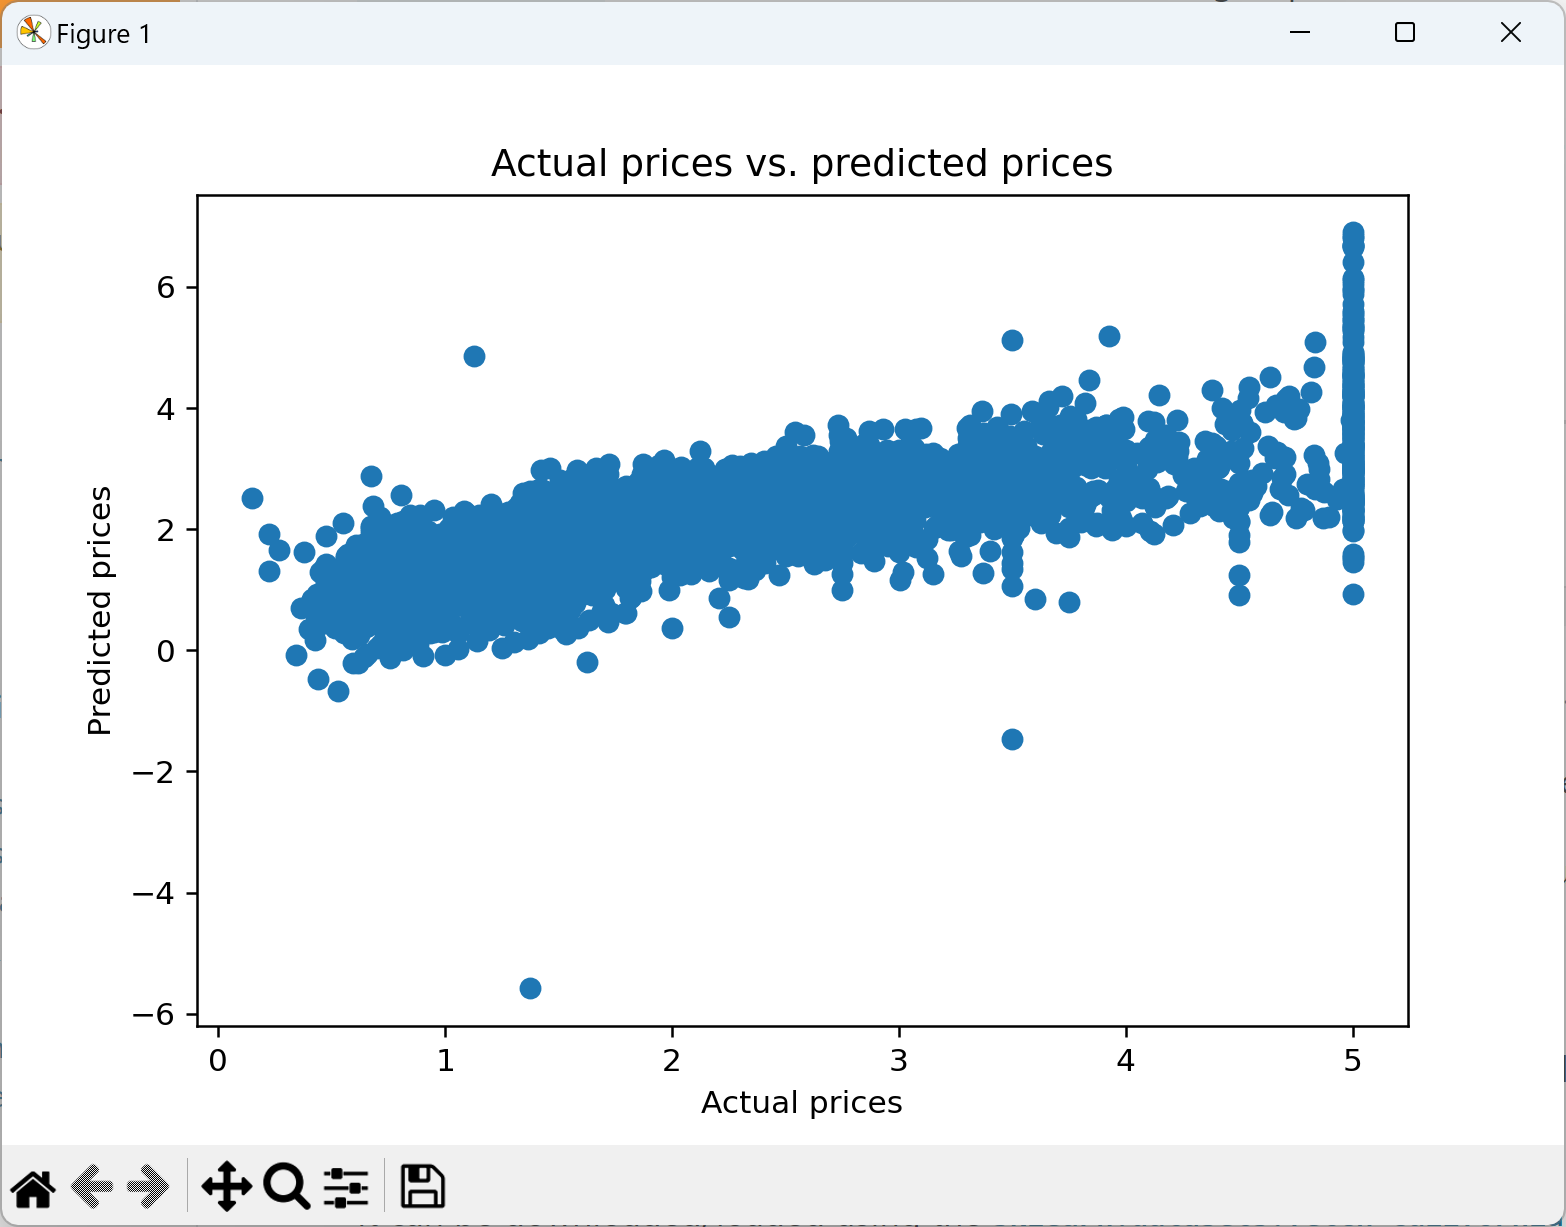 Figure 1
Actual prices vs. predicted prices
6
4
2
0
−2
−4
−6
Predicted prices
0 1 2 3 4 5
Actual prices